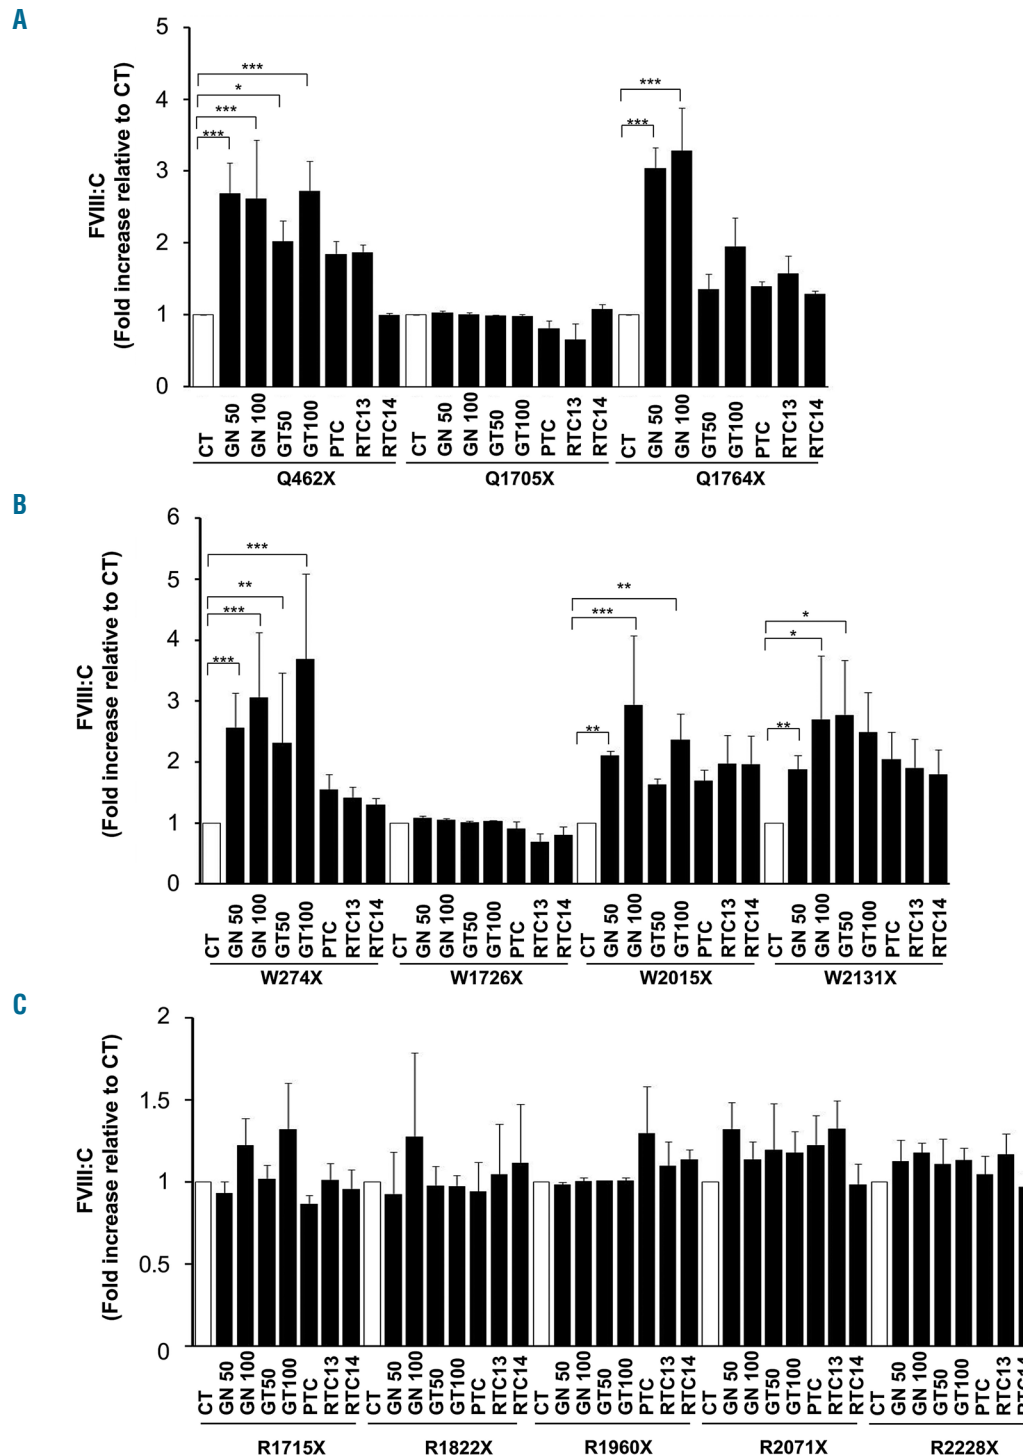 A
FVIII:C
(Fold increase relative to CT)
5
4
3
2
1
0
***
*
***
***
***
***
CT GN 50 GN 100 GT50 GT100 PTC RTC13 RTC14 CT GN 50 GN 100 GT50 GT100 PTC RTC13 RTC14 CT GN 50 GN 100 GT50 GT100 PTC RTC13 RTC14
Q462X Q1705X Q1764X
B
FVIII:C
(Fold increase relative to CT)
6
5
4
3
2
1
0
***
**
***
***
**
***
**
*
*
**
CT GN 50 GN 100 GT50 GT100 PTC RTC13 RTC14 CT GN 50 GN 100 GT50 GT100 PTC RTC13 RTC14 CT GN 50 GN 100 GT50 GT100 PTC RTC13 RTC14 CT GN 50 GN 100 GT50 GT100 PTC RTC13 RTC14
W274X W1726X W2015X W2131X
C
FVIII:C
(Fold increase relative to CT)
2
1.5
1
0.5
0
CT GN 50 GN 100 GT50 GT100 PTC RTC13 RTC14 CT GN 50 GN 100 GT50 GT100 PTC RTC13 RTC14 CT GN 50 GN 100 GT50 GT100 PTC RTC13 RTC14 CT GN 50 GN 100 GT50 GT100 PTC RTC13 RTC14 CT GN 50 GN 100 GT50 GT100 PTC RTC13
R1715X R1822X R1960X R2071X R2228X